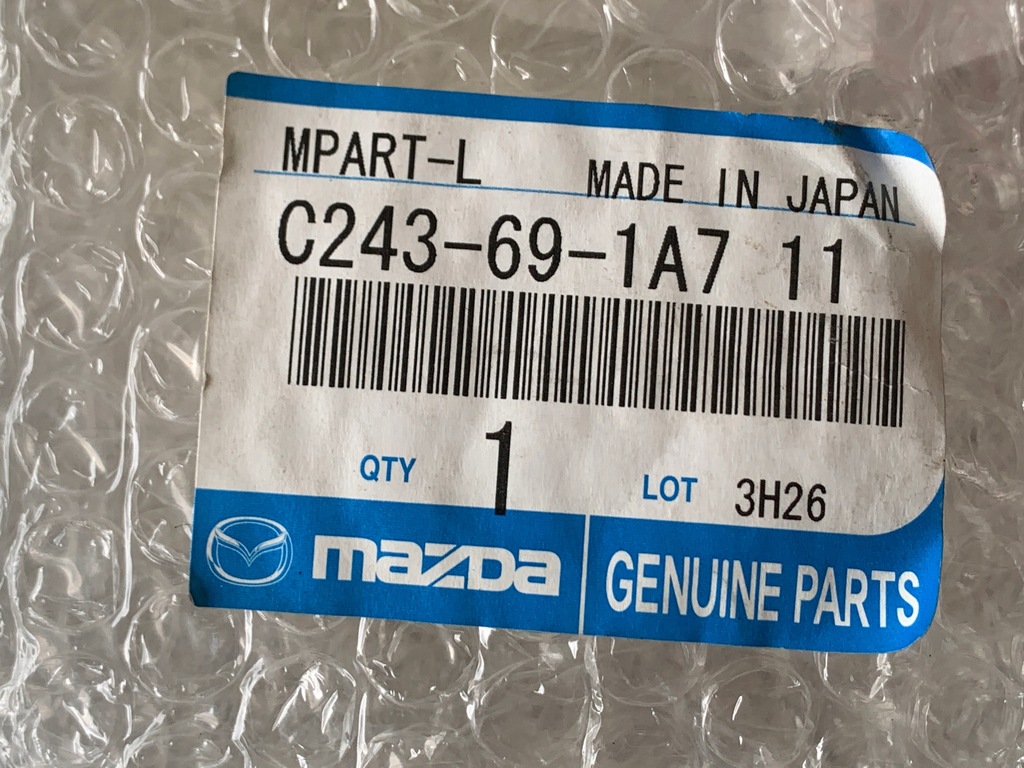 MPART-L MADE IN JAPAN
C243-69-1A7 11
QTY 1 LOT 3H26
mazda GENUINE PARTS